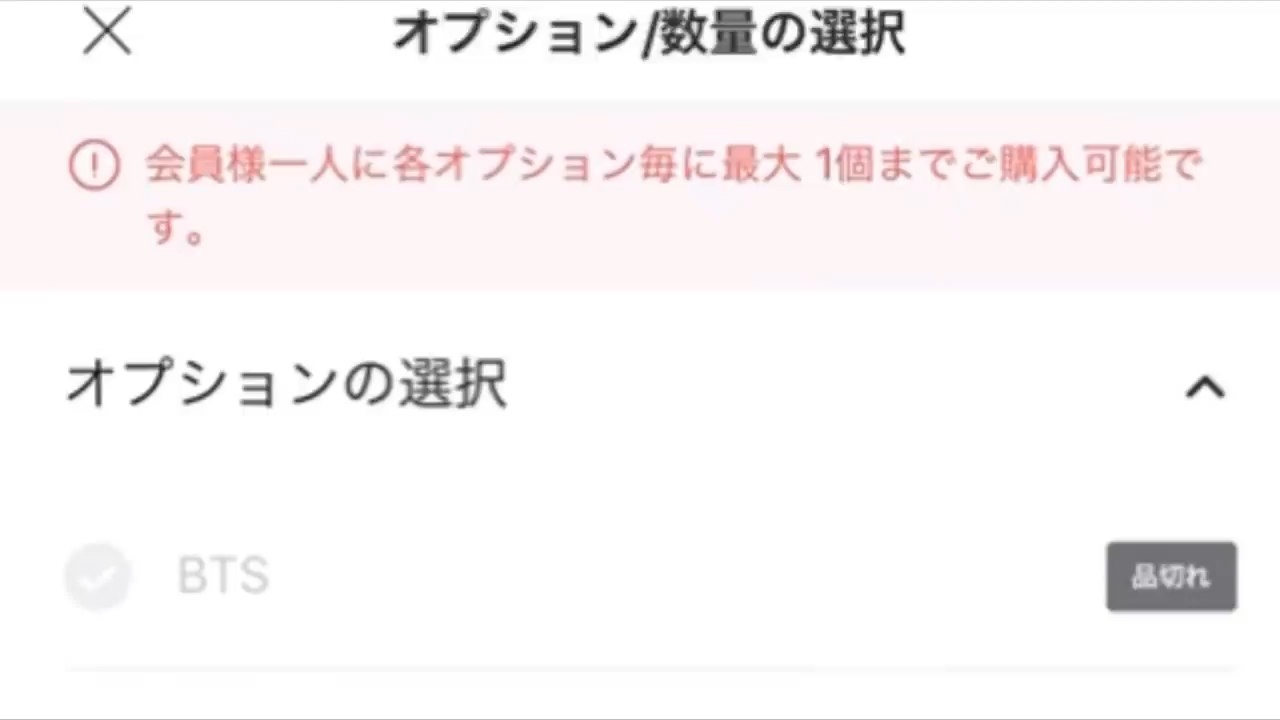 オプション/数量の選択
会員様一人に各オプション毎に最大 1個までご購入可能で
す。
オプションの選択
BTS
品切れ